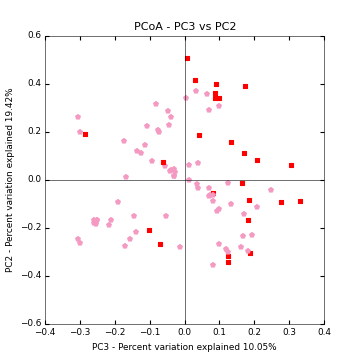 PCoA - PC3 vs PC2
PC2 - Percent variation explained 19.42%
0.6
0.4
0.2
0.0
−0.2
−0.4
−0.6
−0.4 −0.3 −0.2 −0.1 0.0 0.1 0.2 0.3 0.4
PC3 - Percent variation explained 10.05%